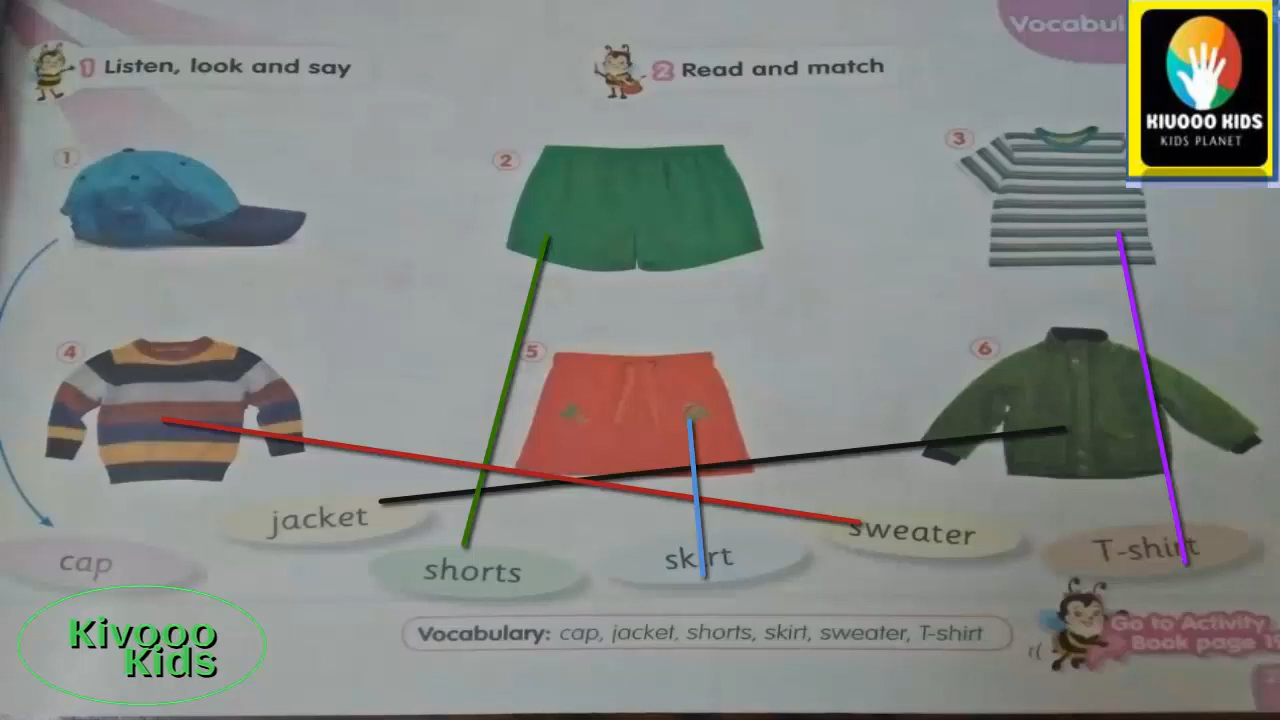 Vocabul
1 Listen, look and say
2 Read and match
KIVOOO KIDS
KIDS PLANET
1
2
3
4
5
6
jacket
sweater
cap
shorts
skirt
T-shirt
Kivooo
Kids
Vocabulary: cap, jacket, shorts, skirt, sweater, T-shirt
Go to Activity
Book page